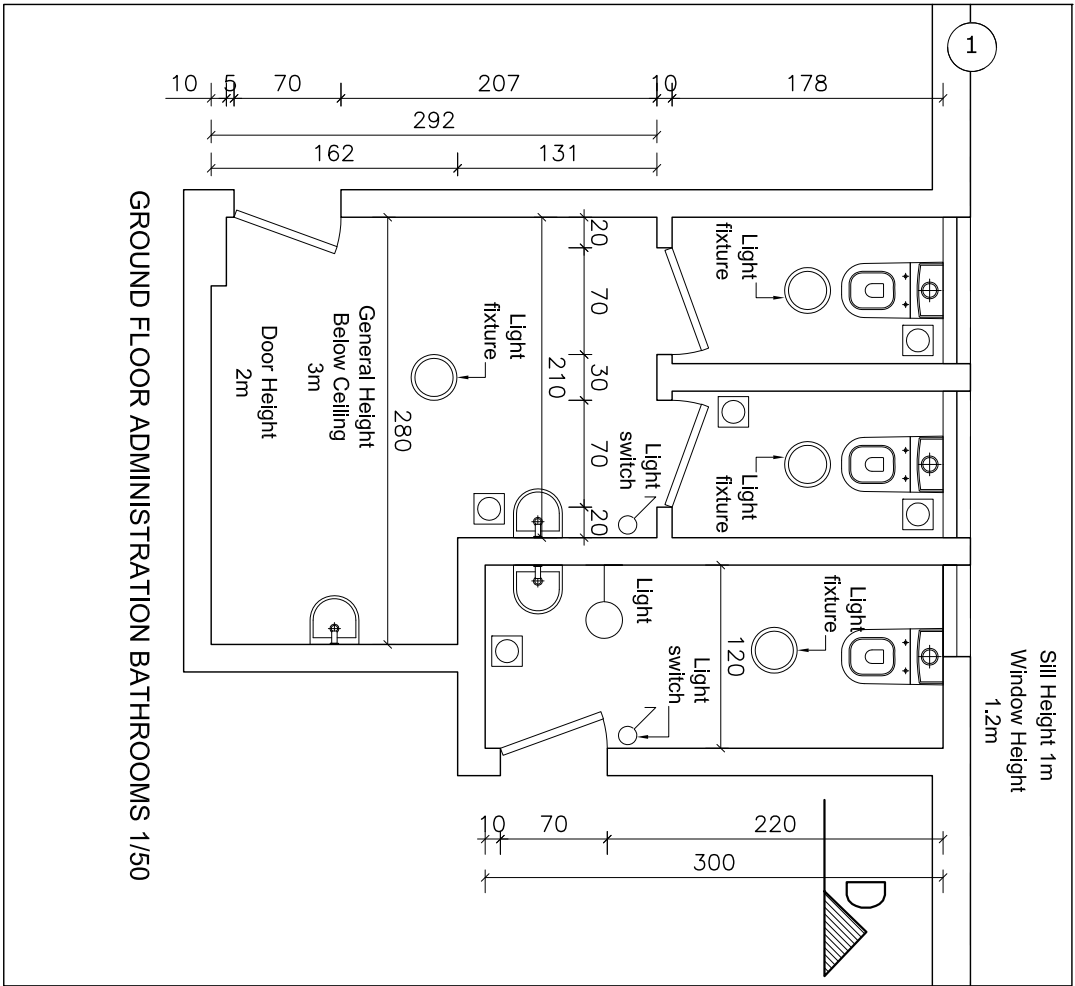 1
Sill Height 1m
Window Height
1.2m
10
5
70
207
10
178
292
162
131
Light
fixture
Light
fixture
Light
fixture
Light
fixture
20
70
30
70
20
210
280
General Height
Below Ceiling
3m
Door Height
2m
Light
switch
Light
Light
switch
120
10
70
220
300
GROUND FLOOR ADMINISTRATION BATHROOMS 1/50